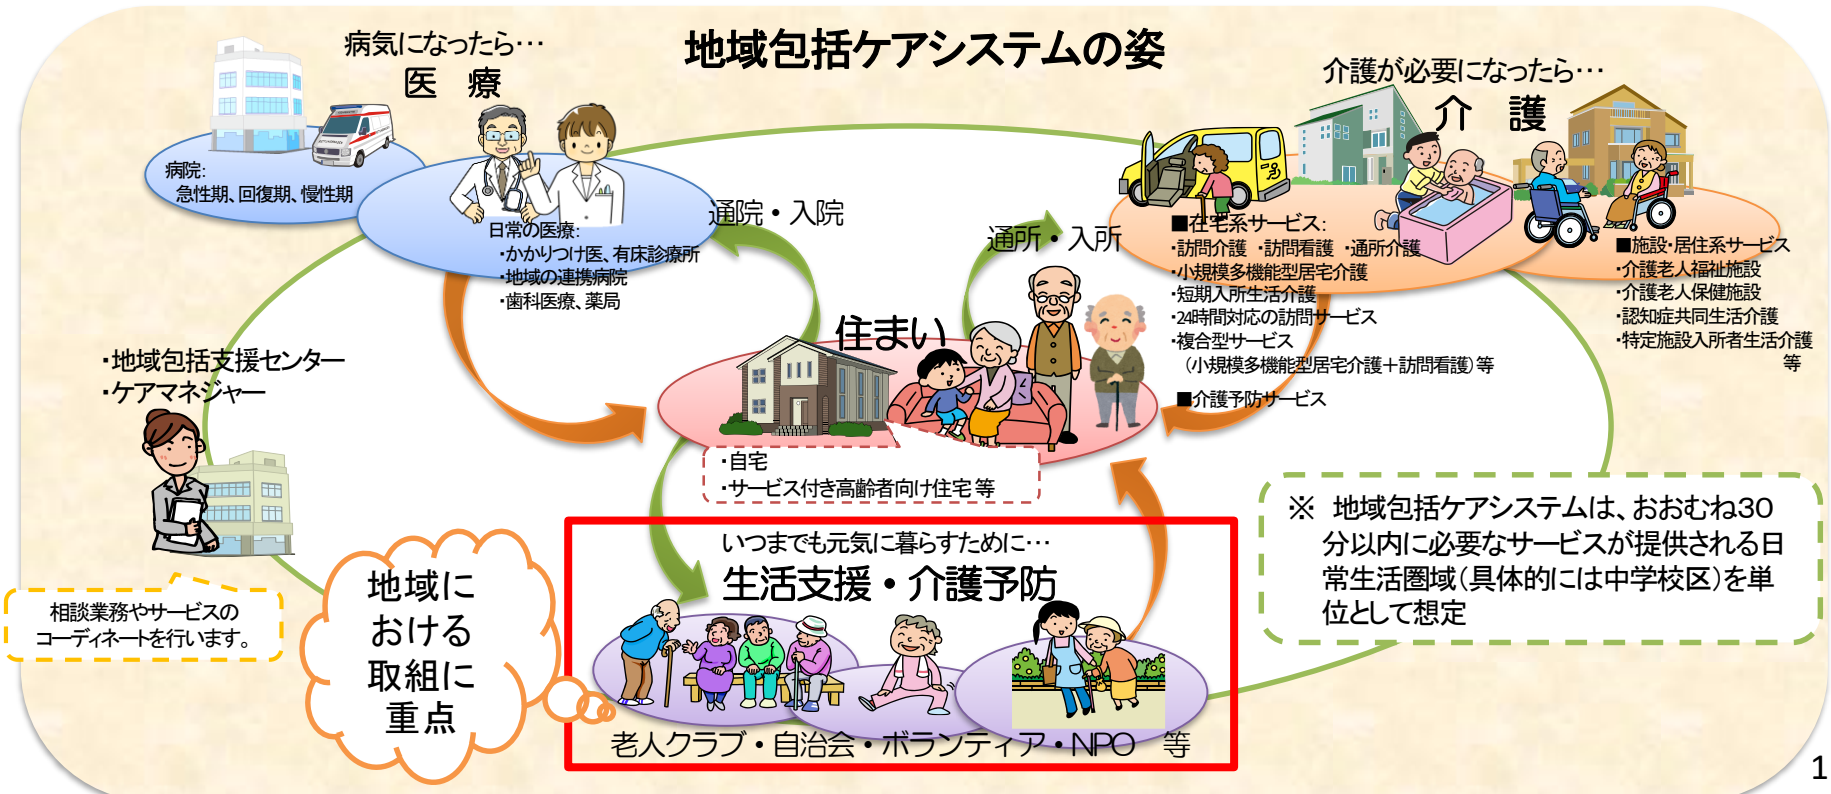 地域包括ケアシステムの姿
病気になったら…
医　療
病院:
急性期、回復期、慢性期
日常の医療:
・かかりつけ医、有床診療所
・地域の連携病院
・歯科医療、薬局
通院・入院
通所・入所
介護が必要になったら…
介　護
■在宅系サービス:
・訪問介護　・訪問看護　・通所介護
・小規模多機能型居宅介護
・短期入所生活介護
・24時間対応の訪問サービス
・複合型サービス
（小規模多機能型居宅介護＋訪問看護）等
■介護予防サービス
■施設・居住系サービス
・介護老人福祉施設
・介護老人保健施設
・認知症共同生活介護
・特定施設入所者生活介護
等
住まい
・自宅
・サービス付き高齢者向け住宅 等
・地域包括支援センター
・ケアマネジャー
相談業務やサービスの
コーディネートを行います。
地域に
おける
取組に
重点
いつまでも元気に暮らすために…
生活支援・介護予防
老人クラブ・自治会・ボランティア・NPO　等
※　地域包括ケアシステムは、おおむね30
分以内に必要なサービスが提供される日
常生活圏域（具体的には中学校区）を単
位として想定
1